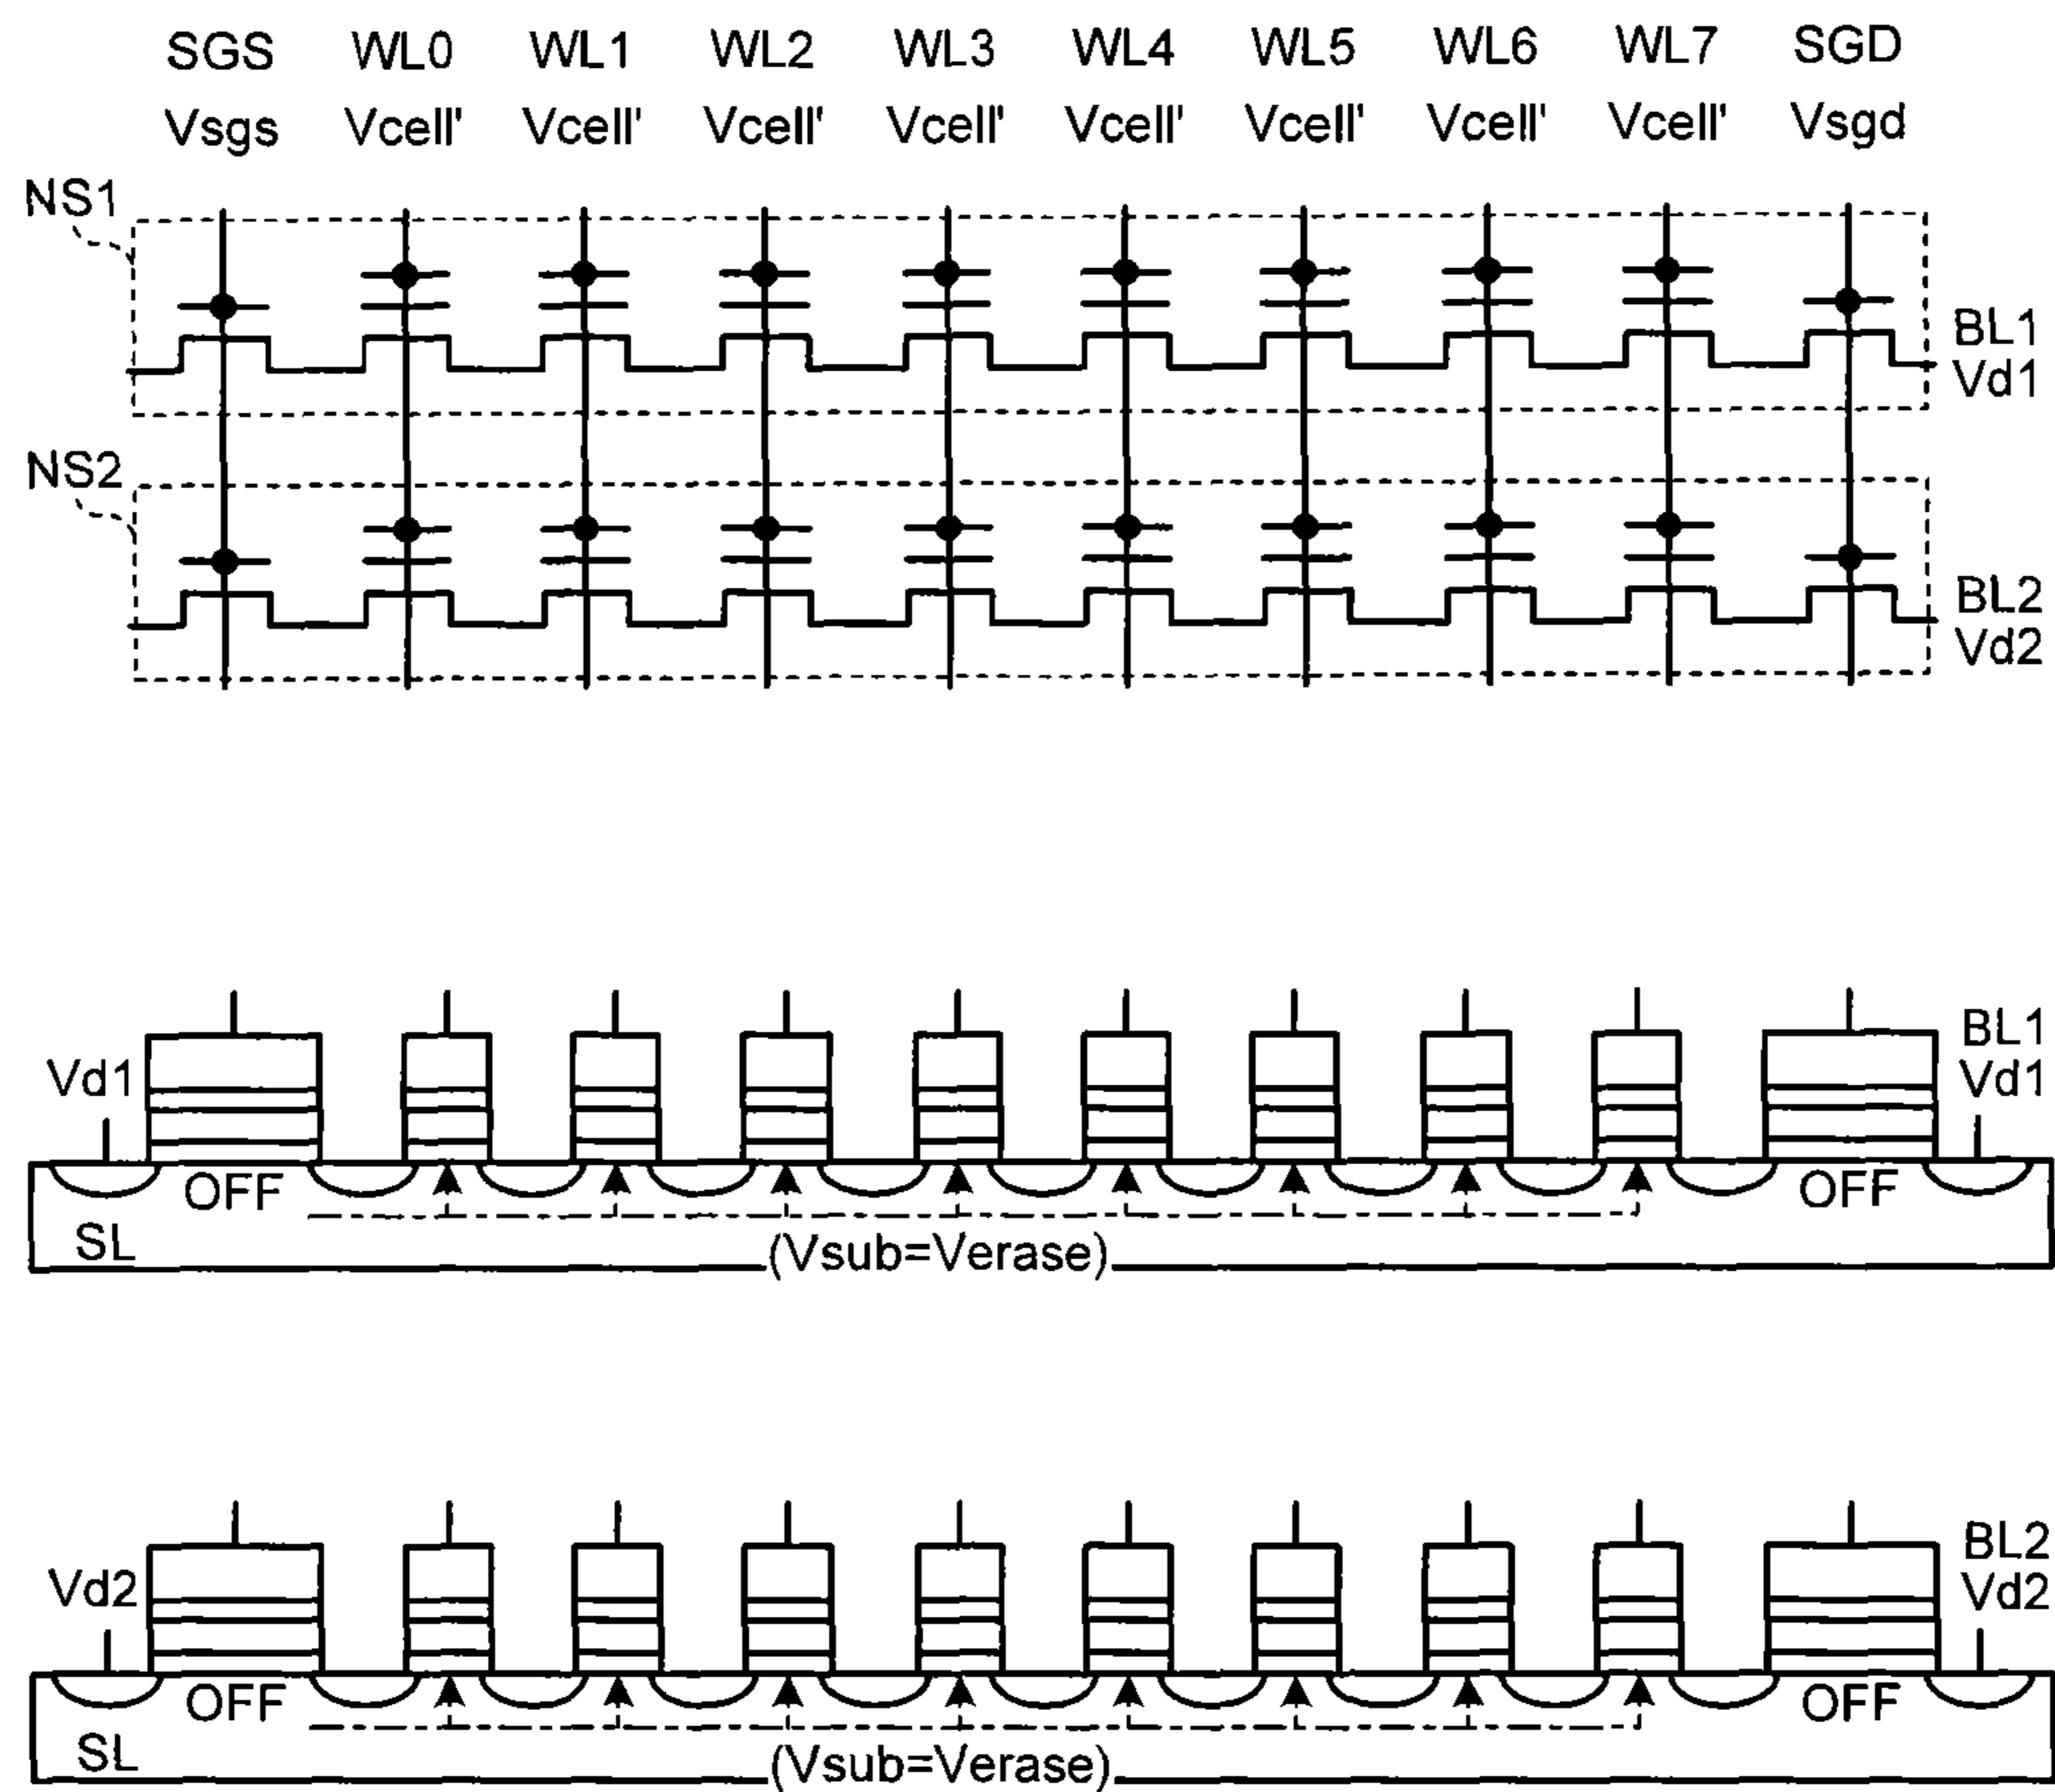 SGS WL0 WL1 WL2 WL3 WL4 WL5 WL6 WL7 SGD
Vsgs Vcell' Vcell' Vcell' Vcell' Vcell' Vcell' Vcell' Vcell' Vsgd
NS1
BL1
Vd1
NS2
BL2
Vd2
BL1
Vd1 Vd1
OFF OFF
SL (Vsub=Verase)
BL2
Vd2 Vd2
OFF OFF
SL (Vsub=Verase)